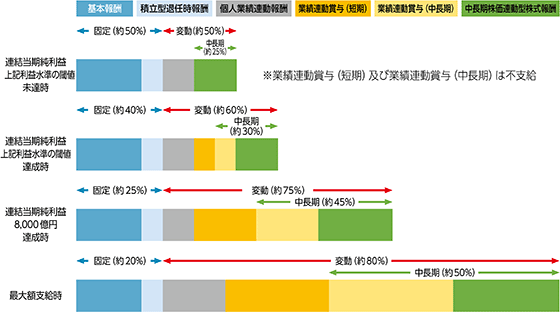 基本報酬
積立型退任時報酬
個人業績連動報酬
業績連動賞与（短期）
業績連動賞与（中長期）
中長期株価連動型株式報酬
固定（約50%）
変動（約50%）
中長期
（約25%）
連結当期純利益
上記利益水準の閾値
未達時
※業績連動賞与（短期）及び業績連動賞与（中長期）は不支給
固定（約40%）
変動（約60%）
中長期
（約30%）
連結当期純利益
上記利益水準の閾値
達成時
固定（約25%）
変動（約75%）
中長期（約45%）
連結当期純利益
8,000億円
達成時
固定（約20%）
変動（約80%）
中長期（約50%）
最大額支給時